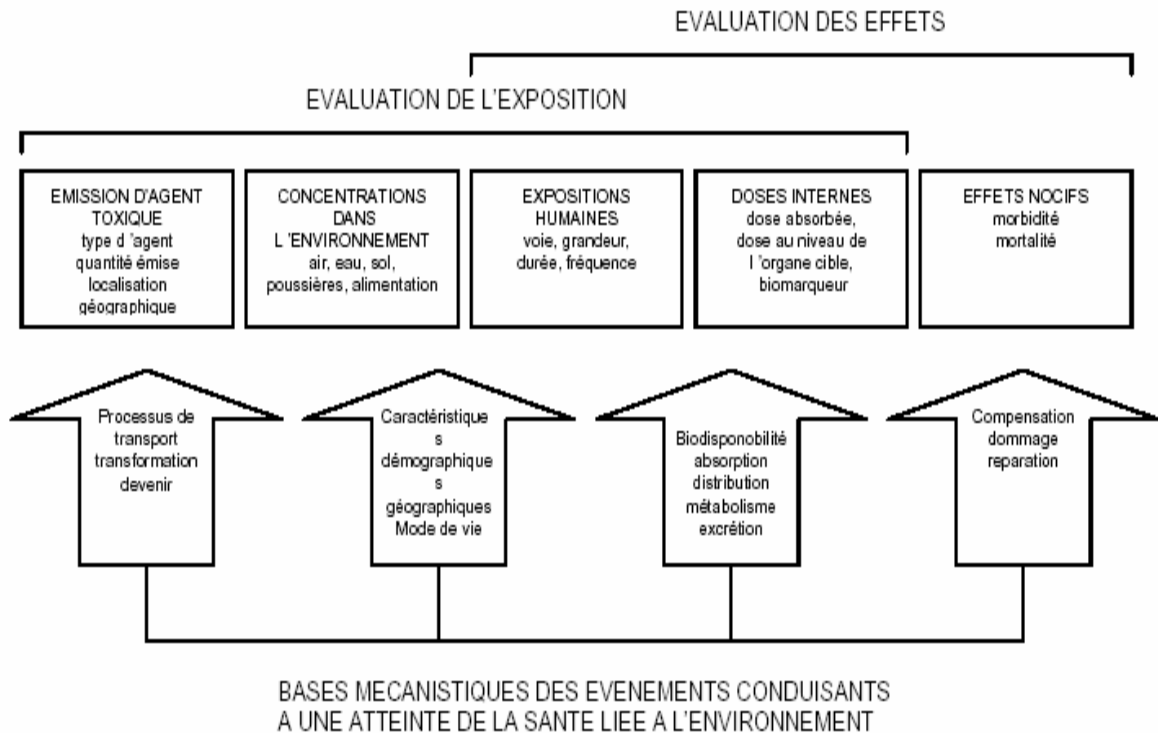 EVALUATION DES EFFETS
EVALUATION DE L'EXPOSITION
EMISSION D'AGENT
TOXIQUE
type d 'agent
quantité émise
localisation
géographique
CONCENTRATIONS
DANS
L 'ENVIRONNEMENT
air, eau, sol,
poussières, alimentation
EXPOSITIONS
HUMAINES
voie, grandeur,
durée, fréquence
DOSES INTERNES
dose absorbée,
dose au niveau de
l 'organe cible,
biomarqueur
EFFETS NOCIFS
morbidité
mortalité
Processus de
transport
transformation
devenir
Caractéristique
s
démographique
s
géographiques
Mode de vie
Biodisponobilité
absorption
distribution
métabolisme
excrétion
Compensation
dommage
reparation
BASES MECANISTIQUES DES EVENEMENTS CONDUISANTS
A UNE ATTEINTE DE LA SANTE LIEE A L'ENVIRONNEMENT